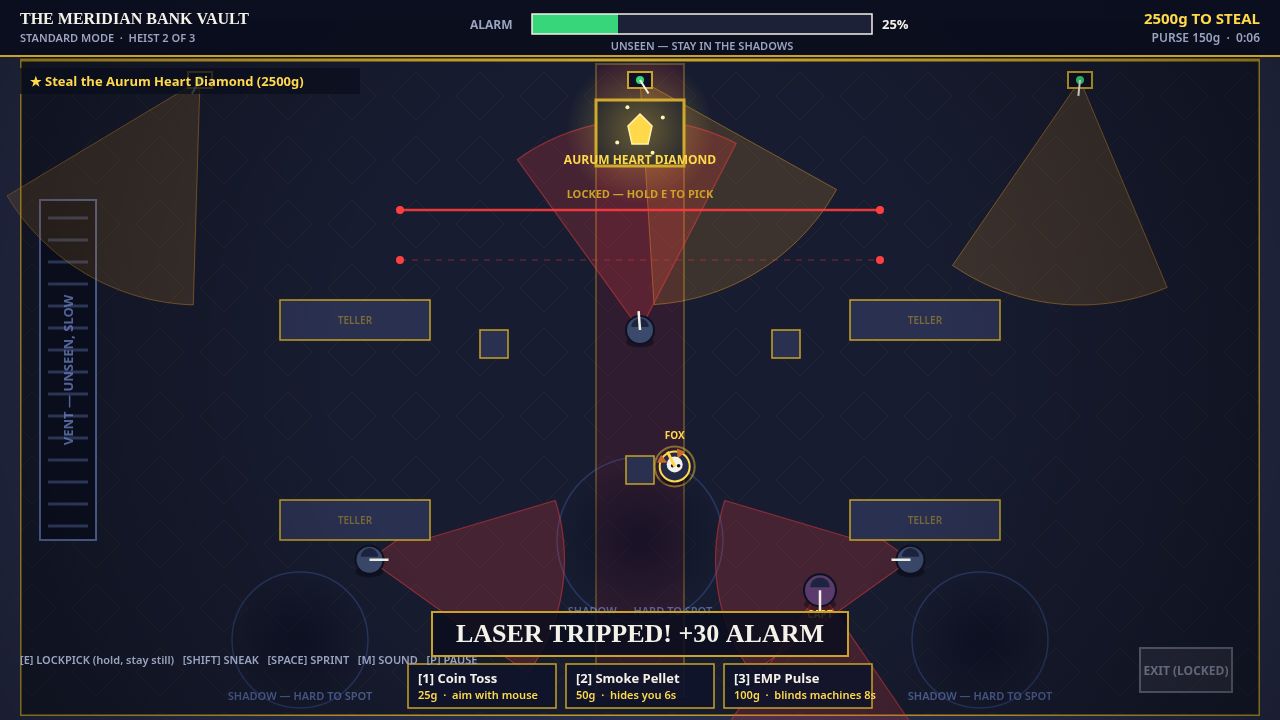 THE MERIDIAN BANK VAULT
STANDARD MODE · HEIST 2 OF 3
ALARM
25%
UNSEEN — STAY IN THE SHADOWS
2500g TO STEAL
PURSE 150g · 0:06
★ Steal the Aurum Heart Diamond (2500g)
AURUM HEART DIAMOND
LOCKED — HOLD E TO PICK
VENT — UNSEEN, SLOW
TELLER
TELLER
FOX
TELLER
TELLER
SHADOW — HARD TO SPOT
LASER TRIPPED! +30 ALARM
[E] LOCKPICK (hold, stay still) [SHIFT] SNEAK [SPACE] SPRINT [M] SOUND [P] PAUSE
EXIT (LOCKED)
[1] Coin Toss
25g · aim with mouse
[2] Smoke Pellet
50g · hides you 6s
[3] EMP Pulse
100g · blinds machines 8s
SHADOW — HARD TO SPOT
SHADOW — HARD TO SPOT